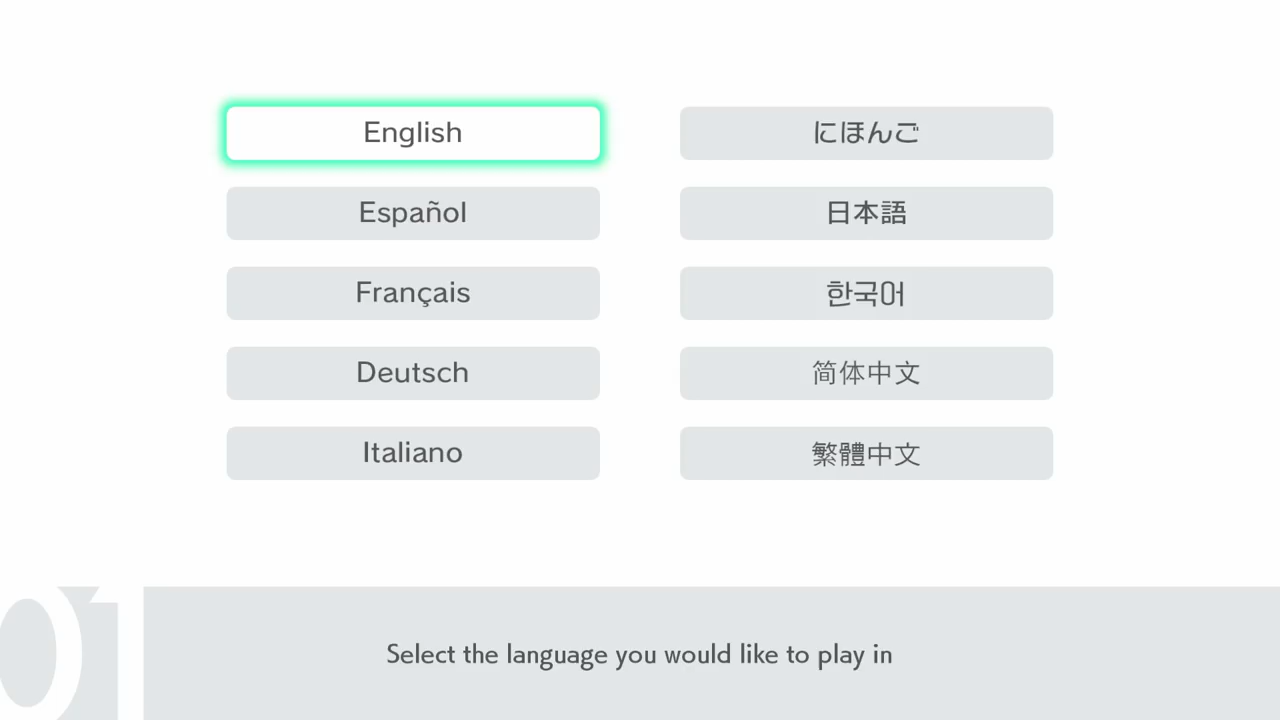 English
Español
Français
Deutsch
Italiano
にほんご
日本語
한국어
简体中文
繁體中文
01
Select the language you would like to play in